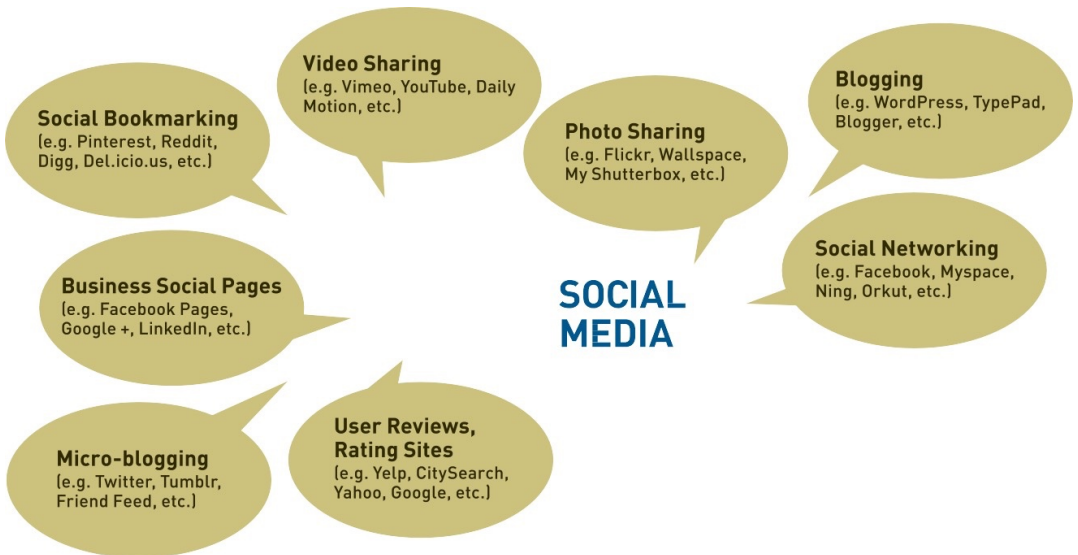 Video Sharing
(e.g. Vimeo, YouTube, Daily
Motion, etc.)
Blogging
(e.g. WordPress, TypePad,
Blogger, etc.)
Social Bookmarking
(e.g. Pinterest, Reddit,
Digg, Del.icio.us, etc.)
Photo Sharing
(e.g. Flickr, Wallspace,
My Shutterbox, etc.)
Social Networking
(e.g. Facebook, Myspace,
Ning, Orkut, etc.)
Business Social Pages
(e.g. Facebook Pages,
Google +, LinkedIn, etc.)
SOCIAL
MEDIA
User Reviews,
Rating Sites
(e.g. Yelp, CitySearch,
Yahoo, Google, etc.)
Micro-blogging
(e.g. Twitter, Tumblr,
Friend Feed, etc.)